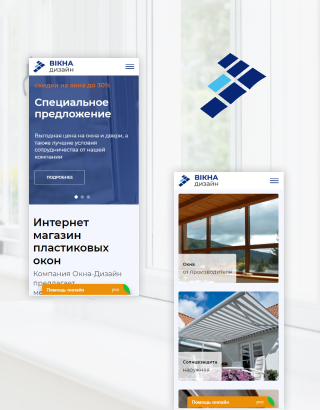 ВІКНА
дизайн
скидки на окна до 30%
Специальное
предложение
Выгодная цена на окна и двери, а
также лучшие условия
сотрудничества от нашей
компании
ПОДРОБНЕЕ
Интернет
магазин
пластиковых
окон
Компания Окна-Дизайн
предлагает
Помощь онлайн
ВІКНА
дизайн
Окна
от производителя
Солнцезащита
наружная
Помощь онлайн